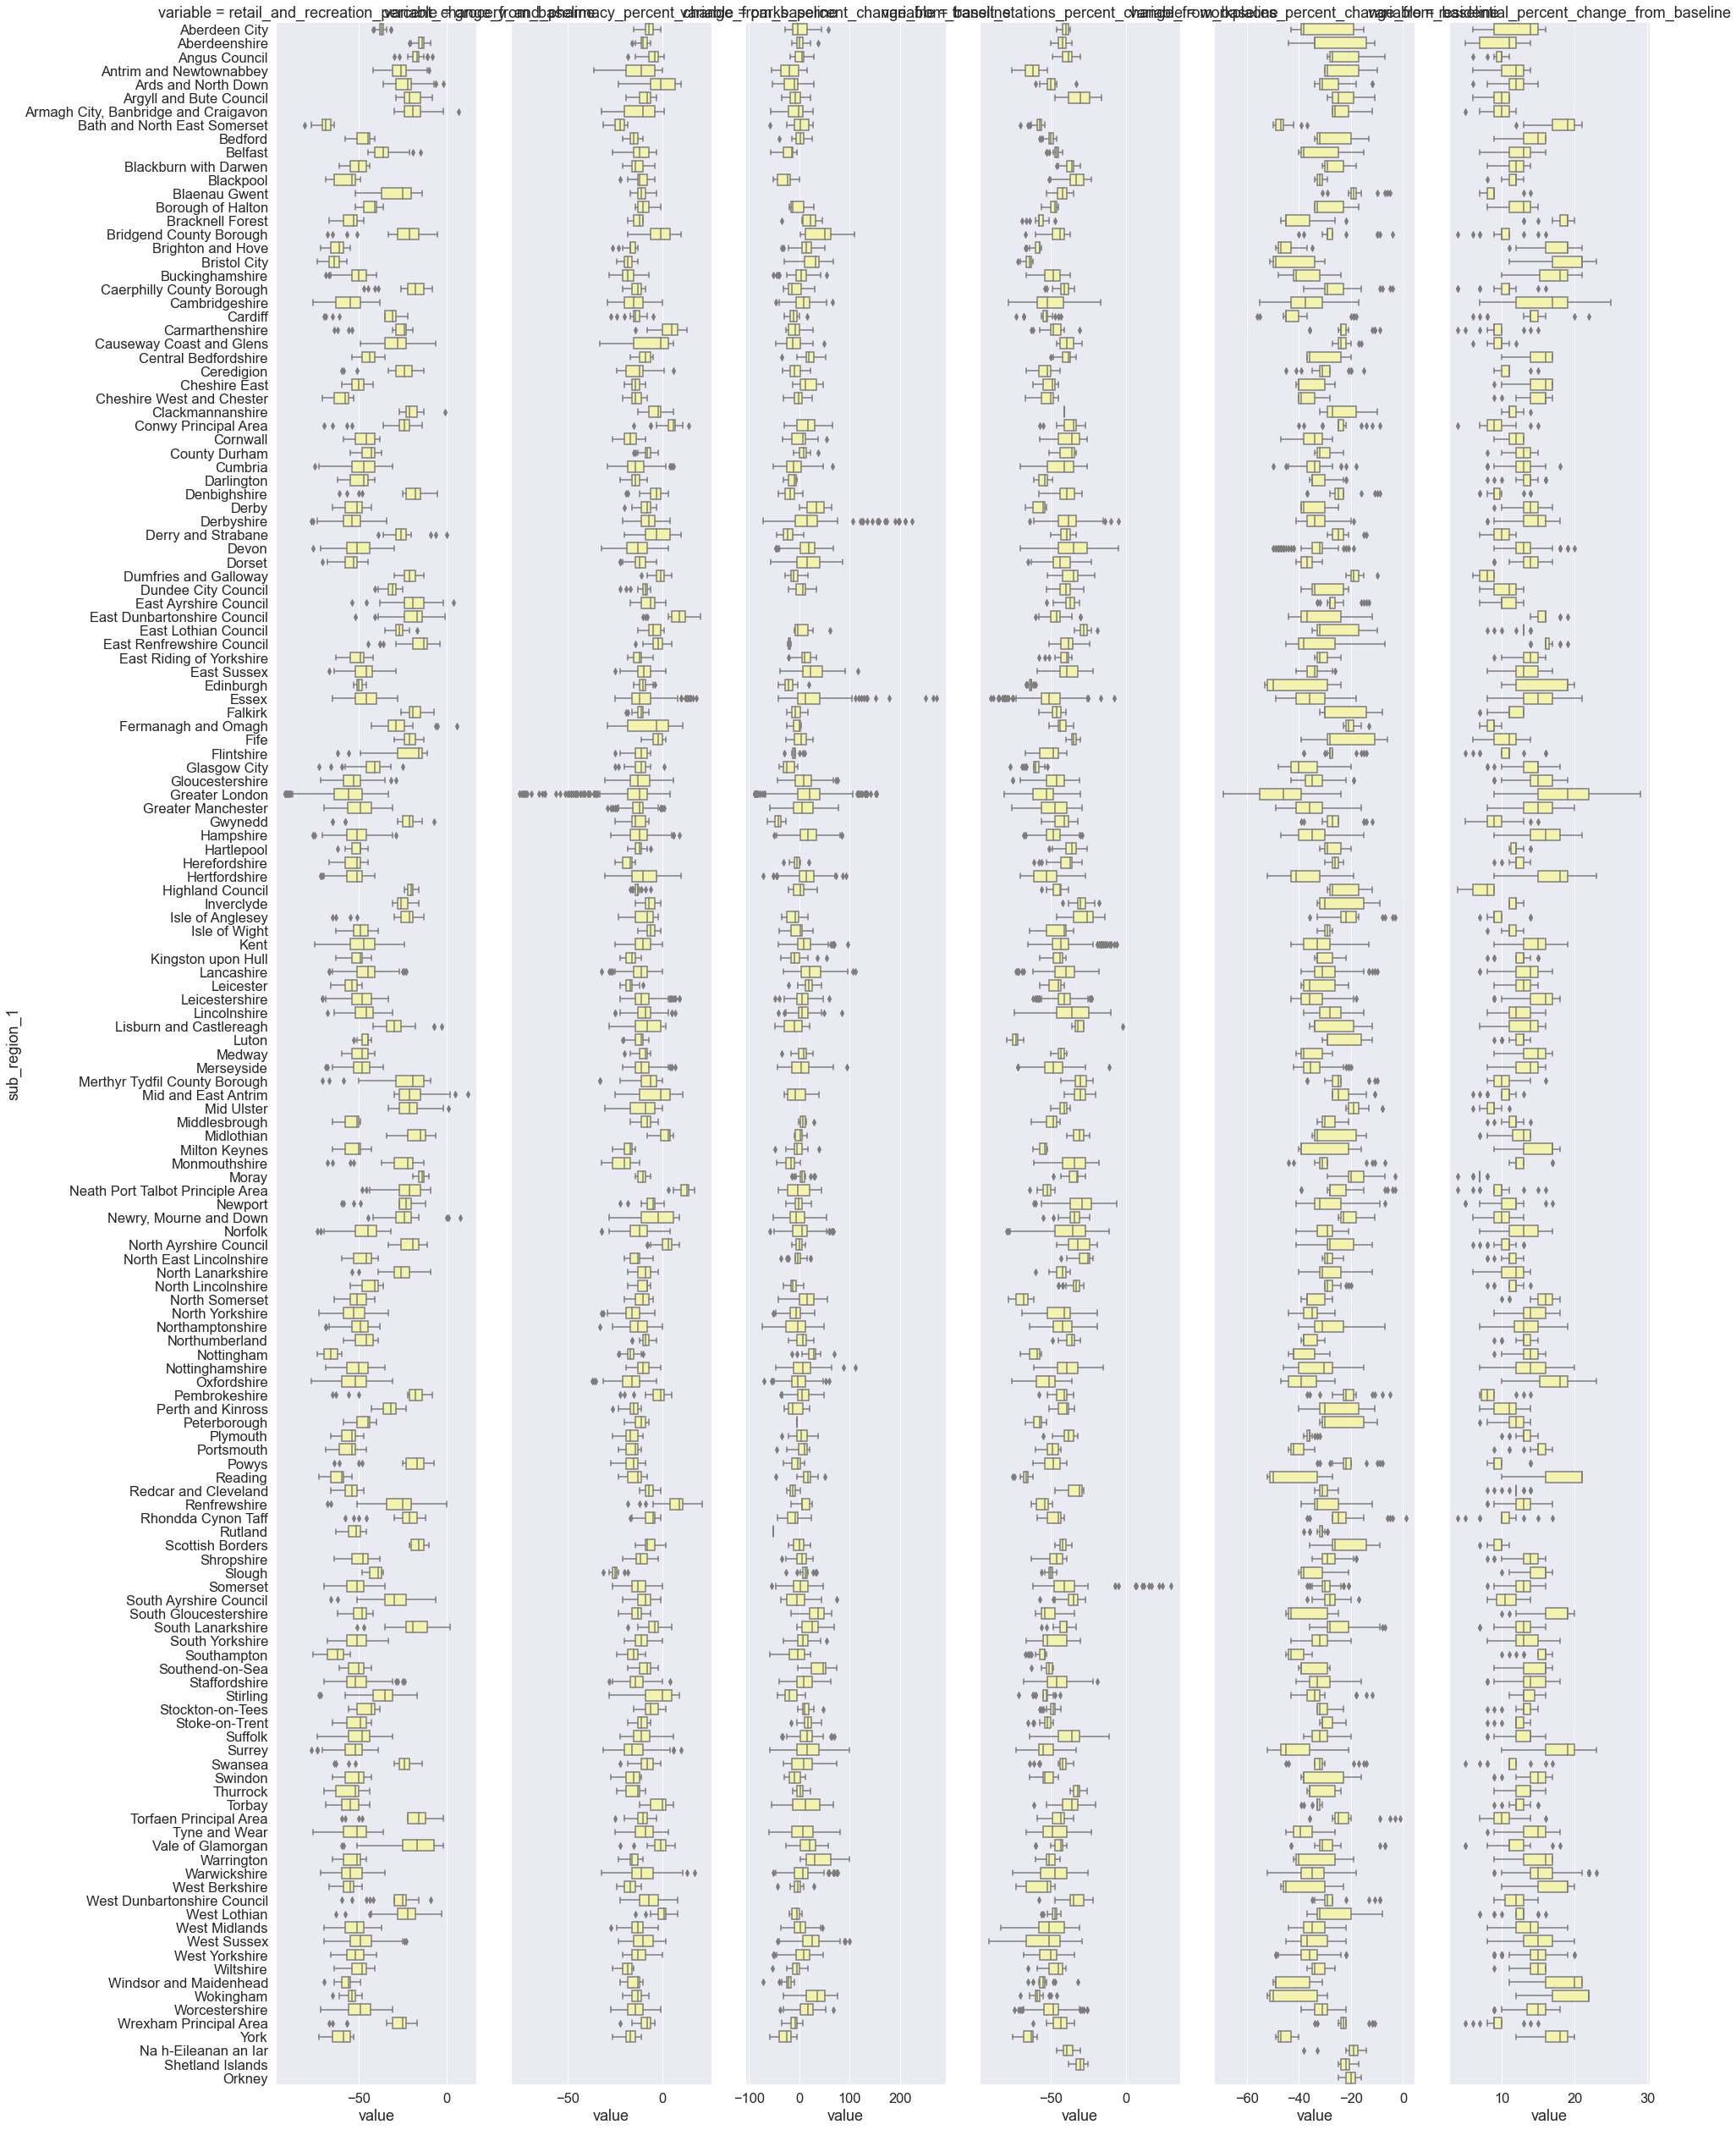 variable = retail_and_recreation_percent_change_from_baseline
variable = grocery_and_pharmacy_percent_change_from_baseline
variable = parks_percent_change_from_baseline
variable = transit_stations_percent_change_from_baseline
variable = workplaces_percent_change_from_baseline
variable = residential_percent_change_from_baseline
sub_region_1
Aberdeen City
Aberdeenshire
Angus Council
Antrim and Newtownabbey
Ards and North Down
Argyll and Bute Council
Armagh City, Banbridge and Craigavon
Bath and North East Somerset
Bedford
Belfast
Blackburn with Darwen
Blackpool
Blaenau Gwent
Borough of Halton
Bracknell Forest
Bridgend County Borough
Brighton and Hove
Bristol City
Buckinghamshire
Caerphilly County Borough
Cambridgeshire
Cardiff
Carmarthenshire
Causeway Coast and Glens
Central Bedfordshire
Ceredigion
Cheshire East
Cheshire West and Chester
Clackmannanshire
Conwy Principal Area
Cornwall
County Durham
Cumbria
Darlington
Denbighshire
Derby
Derbyshire
Derry and Strabane
Devon
Dorset
Dumfries and Galloway
Dundee City Council
East Ayrshire Council
East Dunbartonshire Council
East Lothian Council
East Renfrewshire Council
East Riding of Yorkshire
East Sussex
Edinburgh
Essex
Falkirk
Fermanagh and Omagh
Fife
Flintshire
Glasgow City
Gloucestershire
Greater London
Greater Manchester
Gwynedd
Hampshire
Hartlepool
Herefordshire
Hertfordshire
Highland Council
Inverclyde
Isle of Anglesey
Isle of Wight
Kent
Kingston upon Hull
Lancashire
Leicester
Leicestershire
Lincolnshire
Lisburn and Castlereagh
Luton
Medway
Merseyside
Merthyr Tydfil County Borough
Mid and East Antrim
Mid Ulster
Middlesbrough
Midlothian
Milton Keynes
Monmouthshire
Moray
Neath Port Talbot Principle Area
Newport
Newry, Mourne and Down
Norfolk
North Ayrshire Council
North East Lincolnshire
North Lanarkshire
North Lincolnshire
North Somerset
North Yorkshire
Northamptonshire
Northumberland
Nottingham
Nottinghamshire
Oxfordshire
Pembrokeshire
Perth and Kinross
Peterborough
Plymouth
Portsmouth
Powys
Reading
Redcar and Cleveland
Renfrewshire
Rhondda Cynon Taff
Rutland
Scottish Borders
Shropshire
Slough
Somerset
South Ayrshire Council
South Gloucestershire
South Lanarkshire
South Yorkshire
Southampton
Southend-on-Sea
Staffordshire
Stirling
Stockton-on-Tees
Stoke-on-Trent
Suffolk
Surrey
Swansea
Swindon
Thurrock
Torbay
Torfaen Principal Area
Tyne and Wear
Vale of Glamorgan
Warrington
Warwickshire
West Berkshire
West Dunbartonshire Council
West Lothian
West Midlands
West Sussex
West Yorkshire
Wiltshire
Windsor and Maidenhead
Wokingham
Worcestershire
Wrexham Principal Area
York
Na h-Eileanan an Iar
Shetland Islands
Orkney
−50 0
−50 0
−100 0 100 200
−50 0
−60 −40 −20 0
10 20 30
value
value
value
value
value
value